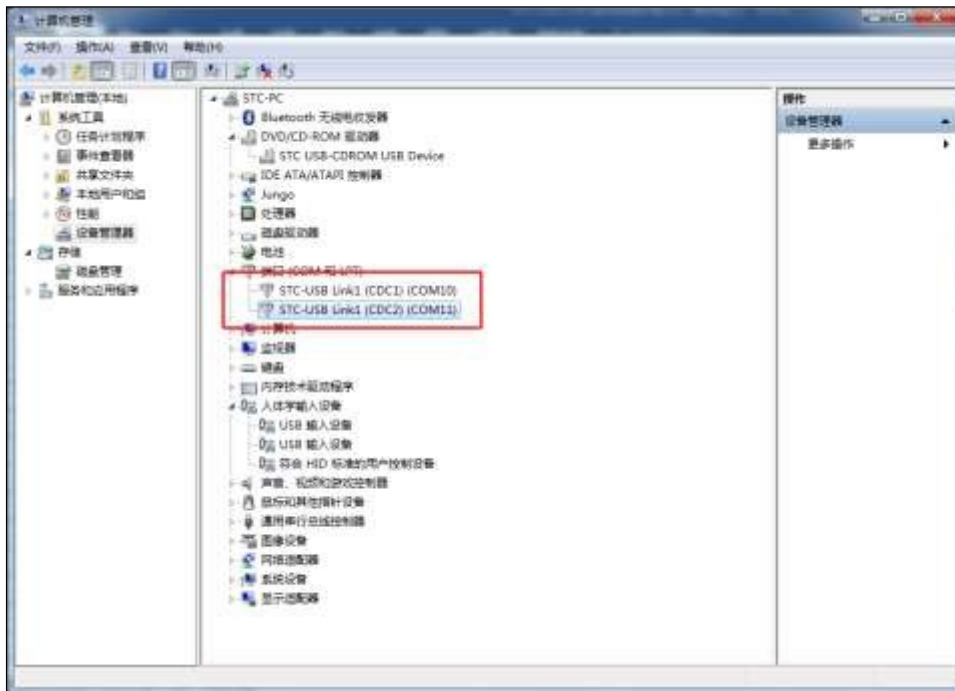 计算机管理
文件(F) 操作(A) 查看(V) 帮助(H)
计算机管理(本地)
系统工具
任务计划程序
事件查看器
共享文件夹
本地用户和组
性能
设备管理器
存储
磁盘管理
服务和应用程序
STC-PC
Bluetooth 无线电收发器
DVD/CD-ROM 驱动器
STC USB-CDROM USB Device
IDE ATA/ATAPI 控制器
Jungo
处理器
磁盘驱动器
电池
端口 (COM 和 LPT)
STC-USB Link1 (CDC1) (COM10)
STC-USB Link1 (CDC2) (COM11)
计算机
监视器
键盘
内存技术驱动程序
人体学输入设备
USB 输入设备
USB 输入设备
符合 HID 标准的用户控制设备
声音、视频和游戏控制器
鼠标和其他指针设备
通用串行总线控制器
图像设备
网络适配器
系统设备
显示适配器
操作
设备管理器
更多操作